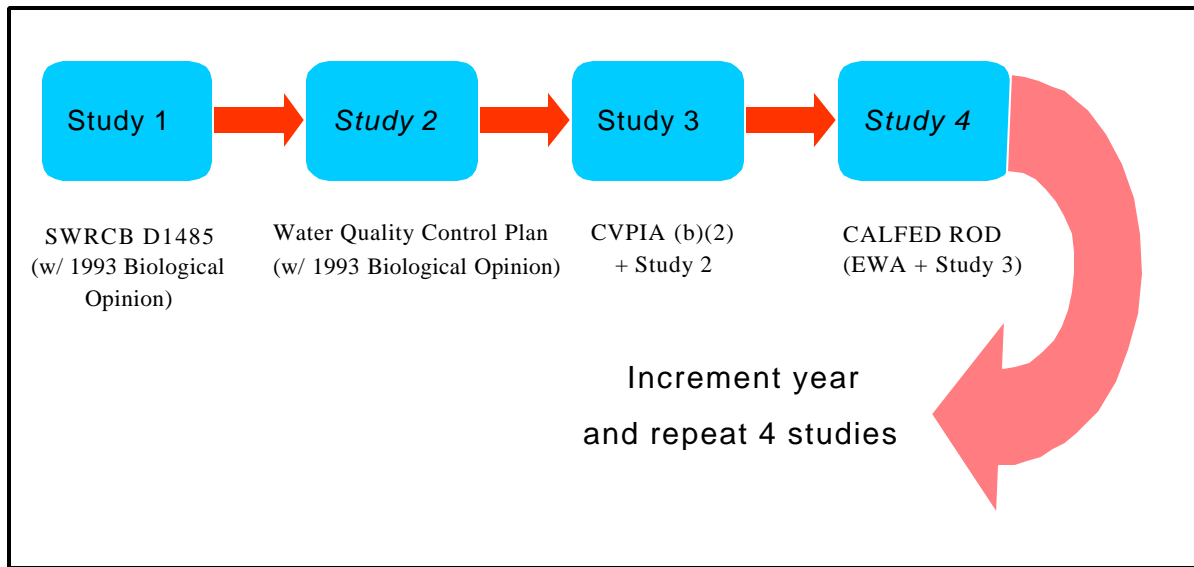 Study 1
Study 2
Study 3
Study 4
SWRCB D1485
(w/ 1993 Biological
Opinion)
Water Quality Control Plan
(w/ 1993 Biological Opinion)
CVPIA (b)(2)
+ Study 2
CALFED ROD
(EWA + Study 3)
Increment year
and repeat 4 studies